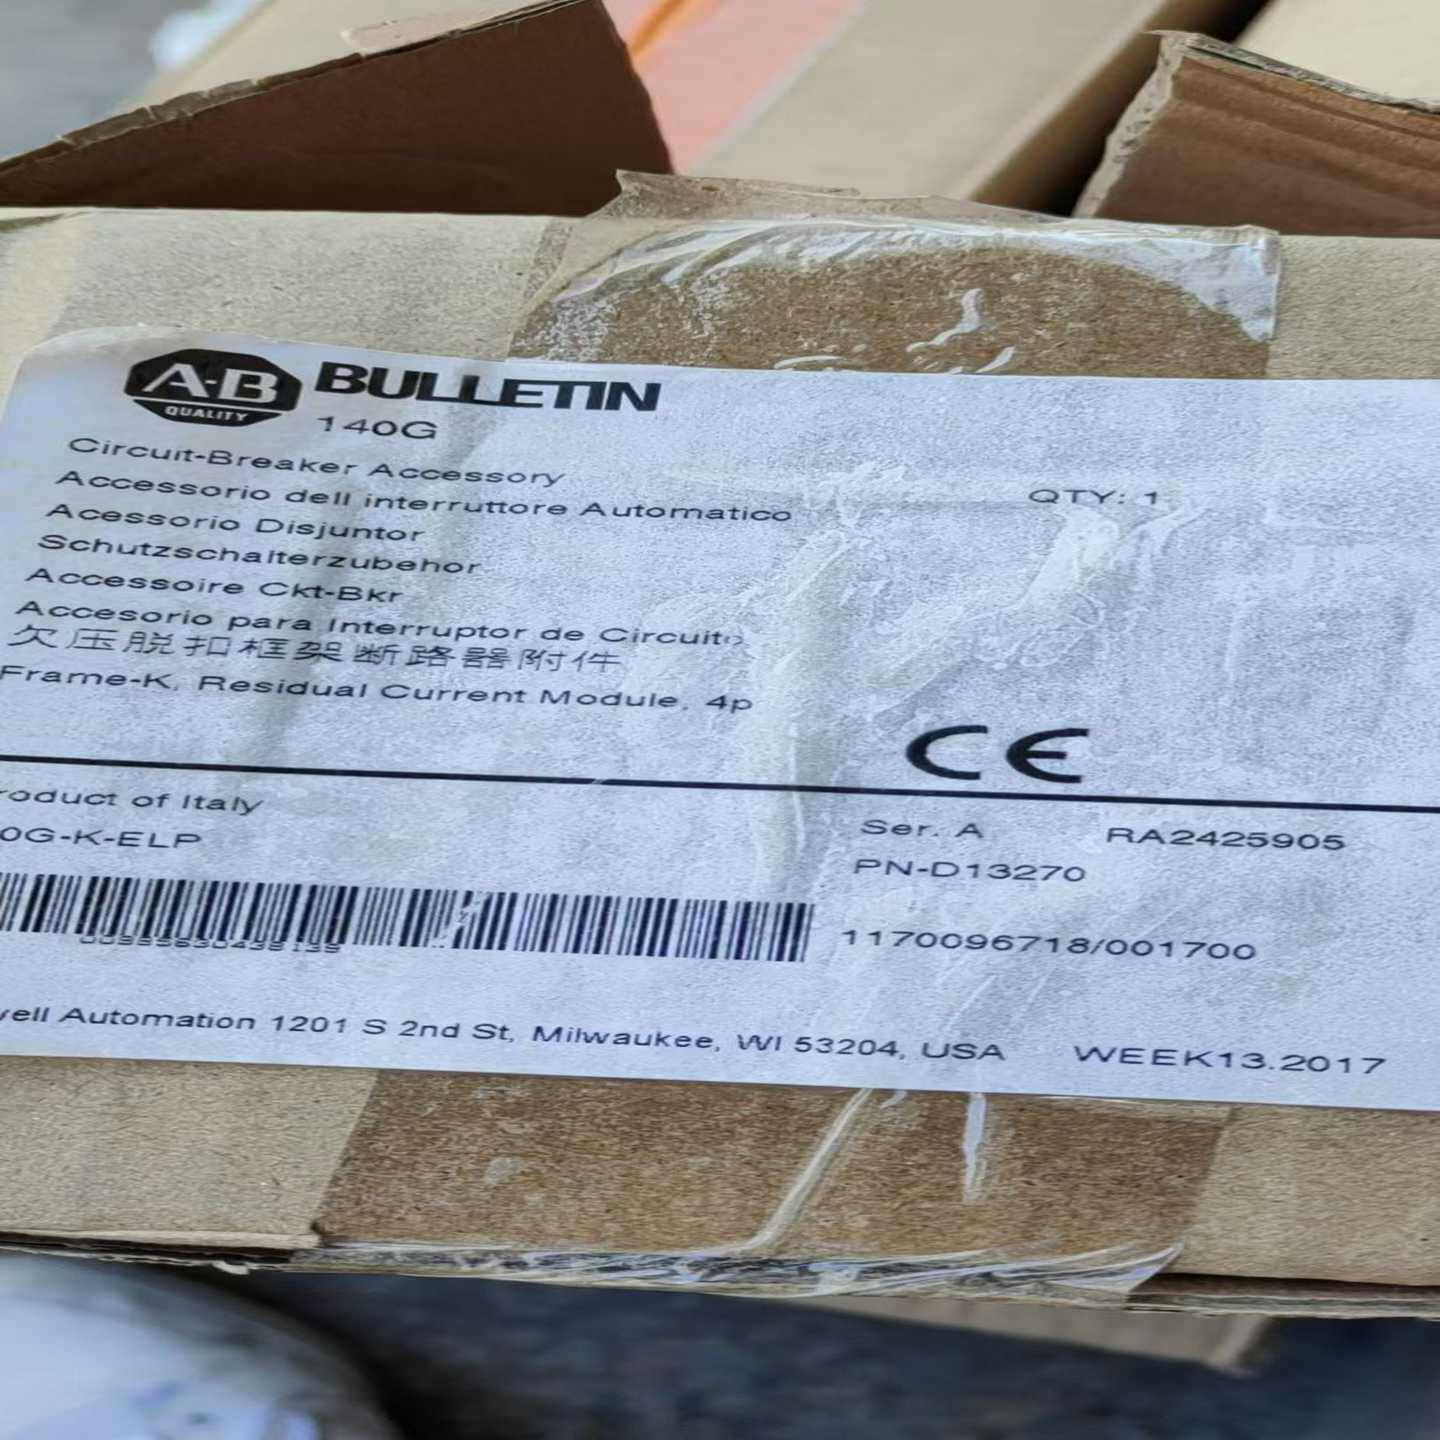 A-B
QUALITY
BULLETIN
140G
Circuit-Breaker Accessory
Accessorio dell interruttore Automatico
QTY: 1
Acessorio Disjuntor
Schutzschalterzubehor
Accessoire Ckt-Bkr
Accesorio para Interruptor de Circuito
欠压脱扣框架断路器附件
Frame-K, Residual Current Module, 4p
CE
roduct of Italy
0G-K-ELP
Ser. A RA2425905
PN-D13270
1170096718/001700
vell Automation 1201 S 2nd St, Milwaukee, WI 53204, USA WEEK13.2017